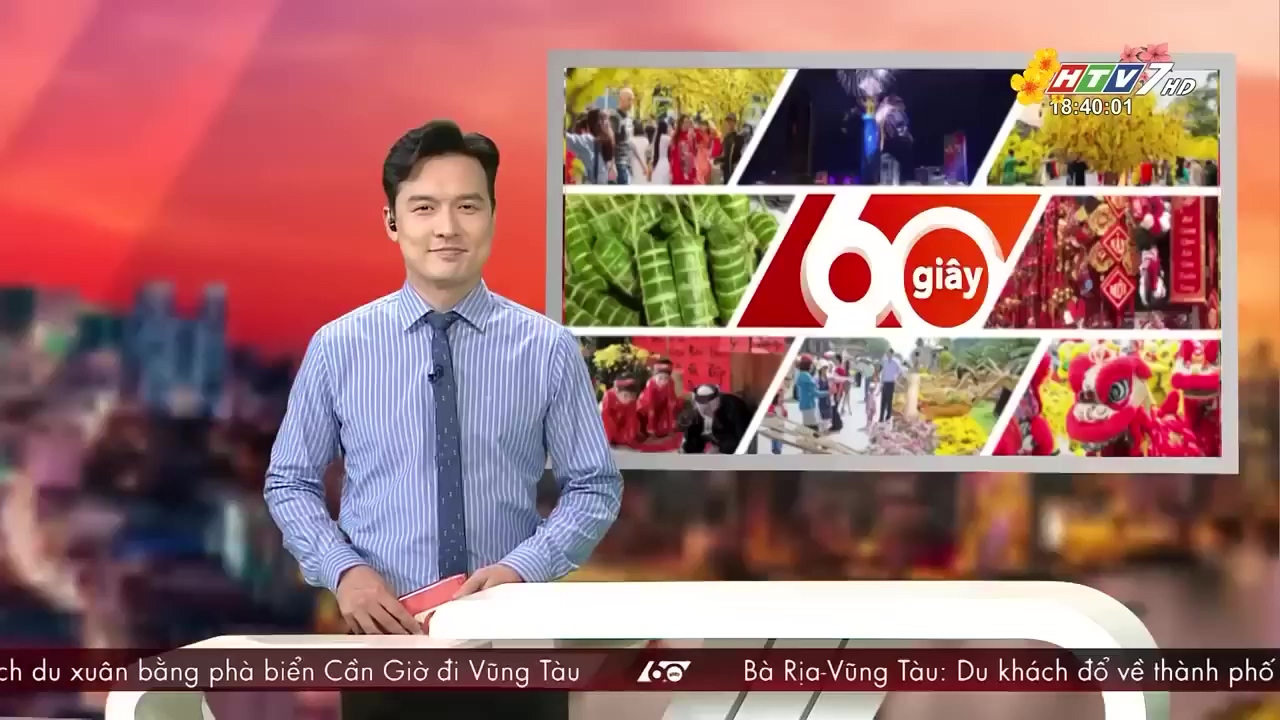 HTV7 HD
18:40:01
60 giây
ch du xuân bằng phà biển Cần Giờ đi Vũng Tàu 60 giây Bà Rịa-Vũng Tàu: Du khách đổ về thành phố